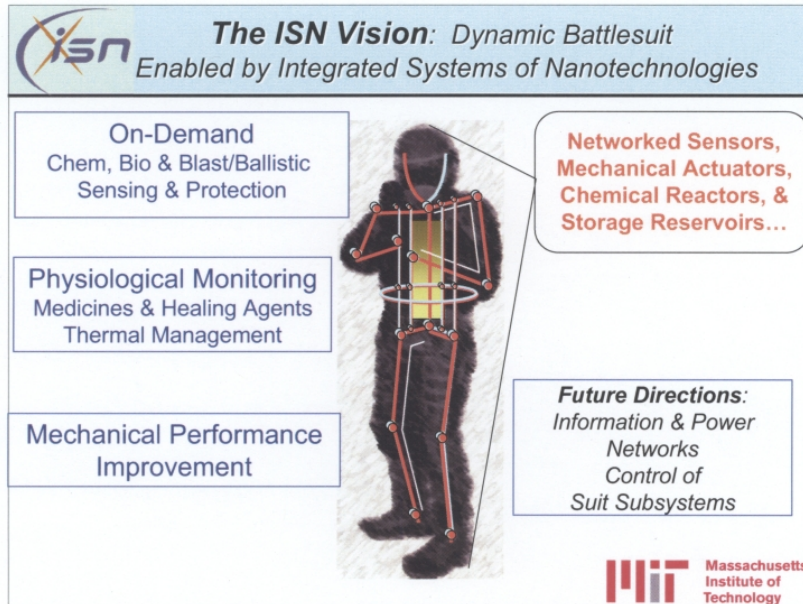 isn
The ISN Vision: Dynamic Battlesuit
Enabled by Integrated Systems of Nanotechnologies
On-Demand
Chem, Bio & Blast/Ballistic
Sensing & Protection
Physiological Monitoring
Medicines & Healing Agents
Thermal Management
Mechanical Performance
Improvement
Networked Sensors,
Mechanical Actuators,
Chemical Reactors, &
Storage Reservoirs…
Future Directions:
Information & Power
Networks
Control of
Suit Subsystems
MIT
Massachusetts
Institute of
Technology